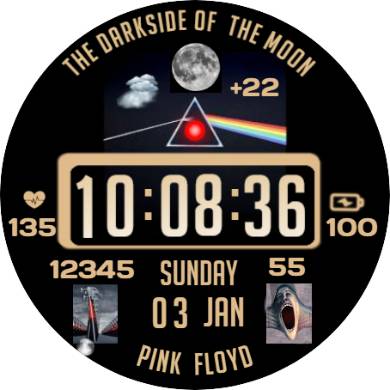 THE DARKSIDE OF THE MOON
+22
10:08:36
135
100
12345
SUNDAY
55
03 JAN
PINK FLOYD